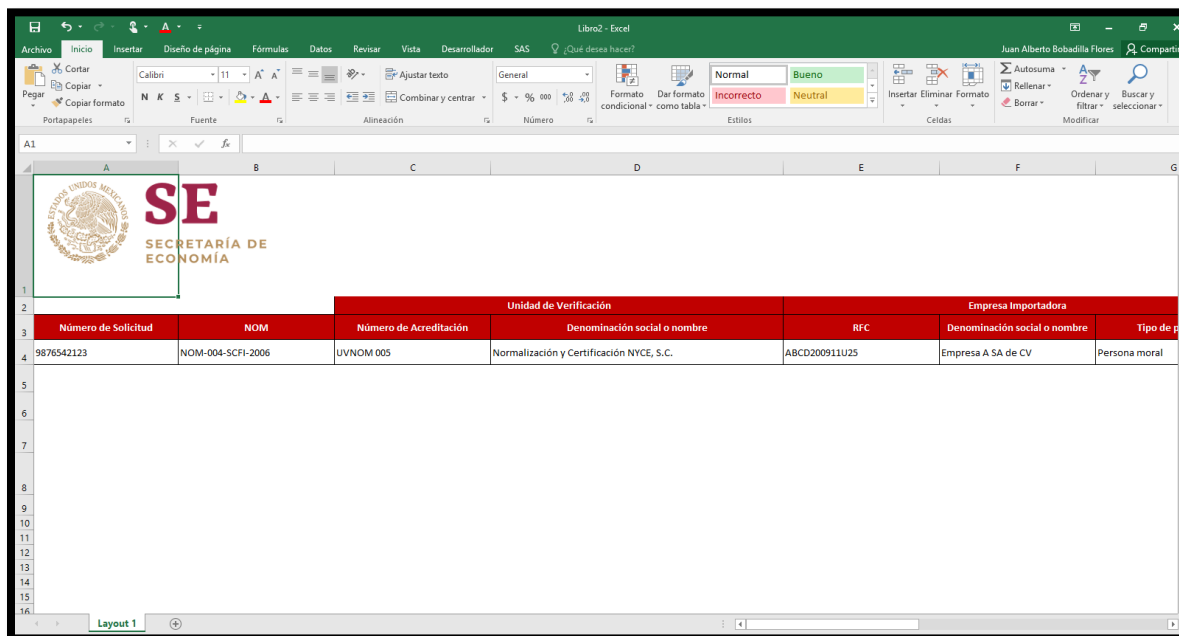 Libro2 - Excel
Archivo Inicio Insertar Diseño de página Fórmulas Datos Revisar Vista Desarrollador SAS ¿Qué desea hacer? Juan Alberto Bobadilla Flores Compartir
Pegar Cortar Copiar Copiar formato
Calibri 11
N K S
Ajustar texto
Combinar y centrar
General
$ % 000
Formato condicional Dar formato como tabla
Normal Bueno
Incorrecto Neutral
Insertar Eliminar Formato
Autosuma
Rellenar
Borrar
Ordenar y filtrar Buscar y seleccionar
Portapapeles Fuente Alineación Número Estilos Celdas Modificar
A1 fx
A B C D E F G
ESTADOS UNIDOS MEXICANOS
SE
SECRETARÍA DE
ECONOMÍA
1
2 Unidad de Verificación Empresa Importadora
3 Número de Solicitud NOM Número de Acreditación Denominación social o nombre RFC Denominación social o nombre Tipo de p
4 9876542123 NOM-004-SCFI-2006 UVNOM 005 Normalización y Certificación NYCE, S.C. ABCD200911U25 Empresa A SA de CV Persona moral
5
6
7
8
9
10
11
12
13
14
15
16
Layout 1